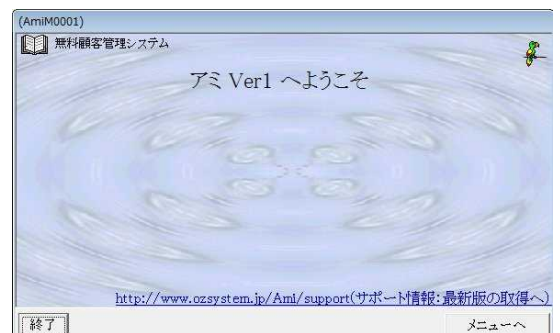 (AmiM0001)
無料顧客管理システム
アミ Ver1 へようこそ
http://www.ozsystem.jp/Aml/support(サポート情報:最新版の取得へ)
終了
メニューへ